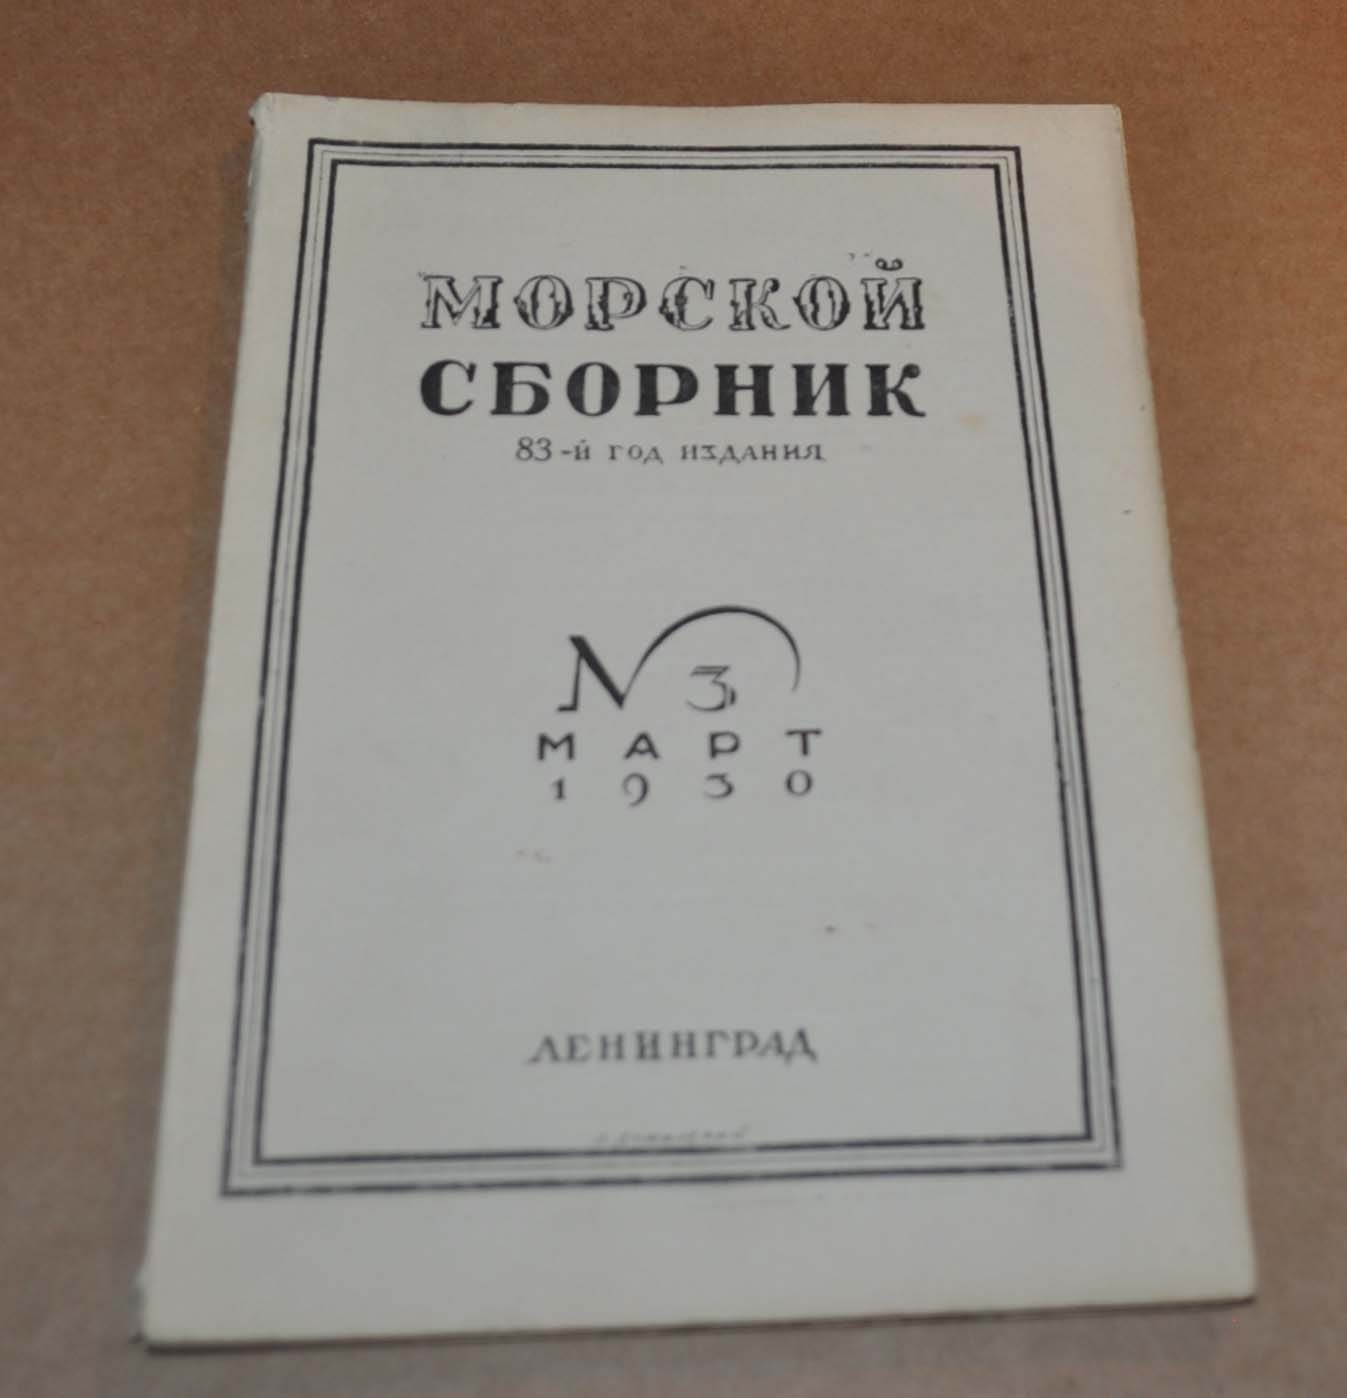 МОРСКОЙ
СБОРНИК
83-й год издания
№ 3
МАРТ
1930
ЛЕНИНГРАД